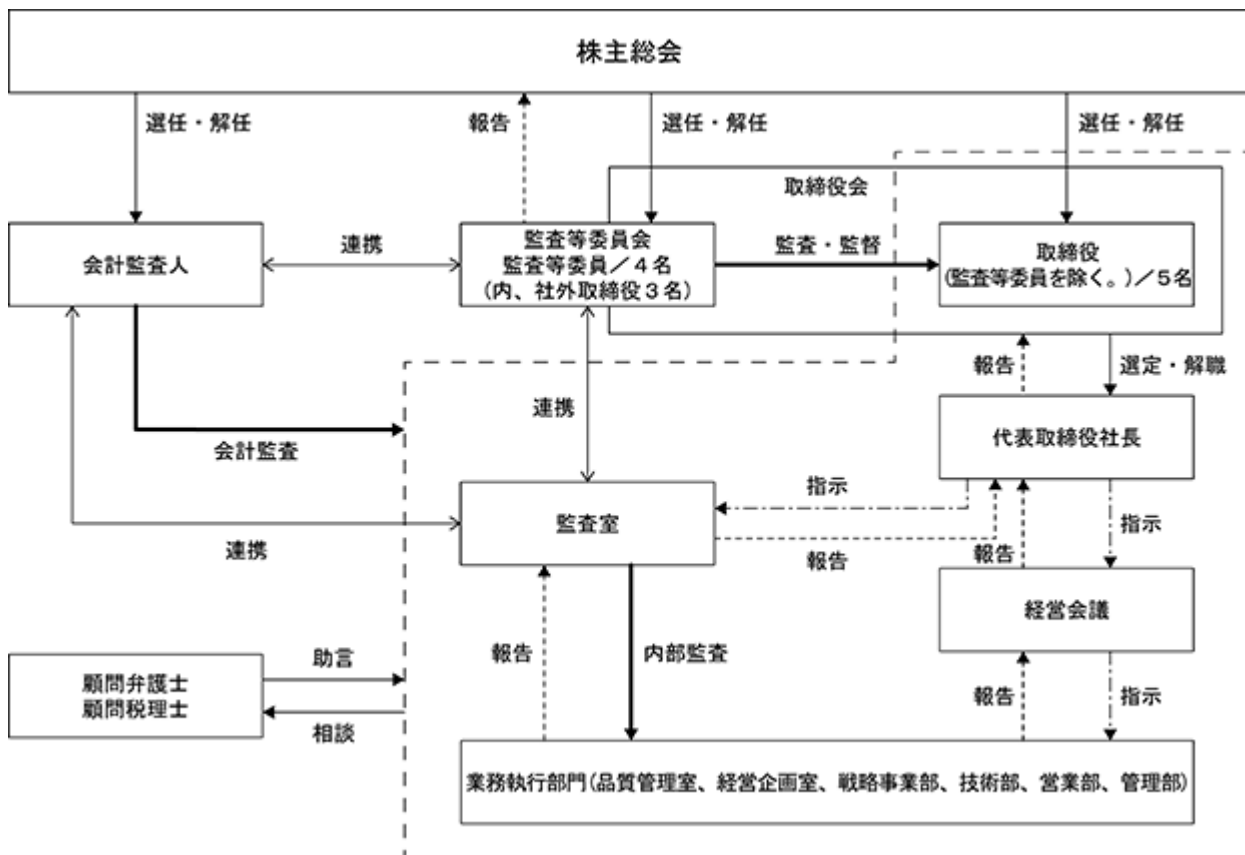 株主総会
選任・解任
報告
選任・解任
選任・解任
取締役会
会計監査人
連携
監査等委員会
監査等委員／４名
（内、社外取締役３名）
監査・監督
取締役
（監査等委員を除く。）／５名
報告
選定・解職
連携
代表取締役社長
会計監査
指示
監査室
連携
報告
報告
指示
経営会議
報告
内部監査
報告
指示
助言
顧問弁護士
顧問税理士
相談
業務執行部門（品質管理室、経営企画室、戦略事業部、技術部、営業部、管理部）